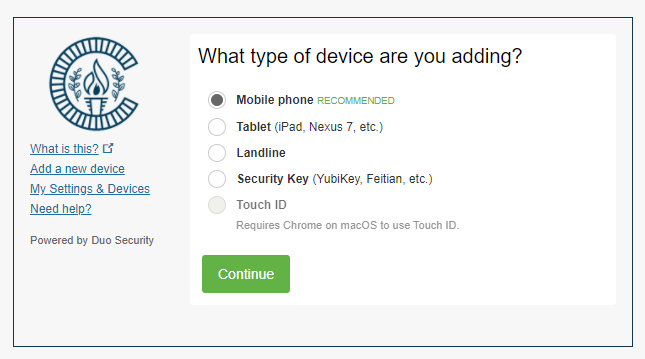 What is this?
Add a new device
My Settings & Devices
Need help?
Powered by Duo Security
What type of device are you adding?
Mobile phone RECOMMENDED
Tablet (iPad, Nexus 7, etc.)
Landline
Security Key (YubiKey, Feitian, etc.)
Touch ID
Requires Chrome on macOS to use Touch ID.
Continue